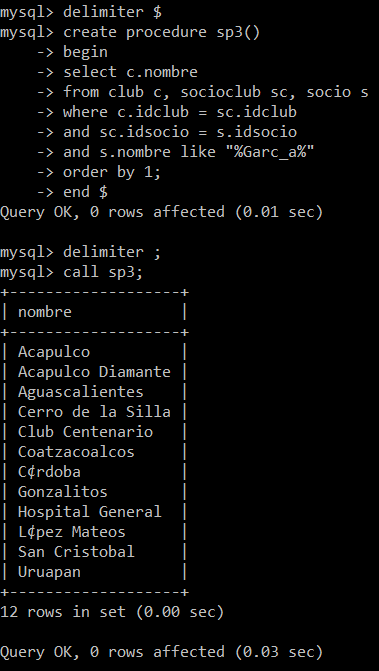 mysql> delimiter $
mysql> create procedure sp3()
    -> begin
    -> select c.nombre
    -> from club c, socioclub sc, socio s
    -> where c.idclub = sc.idclub
    -> and sc.idsocio = s.idsocio
    -> and s.nombre like "%Garc_a%"
    -> order by 1;
    -> end $
Query OK, 0 rows affected (0.01 sec)

mysql> delimiter ;
mysql> call sp3;
+-------------------+
| nombre            |
+-------------------+
| Acapulco          |
| Acapulco Diamante |
| Aguascalientes    |
| Cerro de la Silla |
| Club Centenario   |
| Coatzacoalcos     |
| C¢rdoba           |
| Gonzalitos        |
| Hospital General  |
| L¢pez Mateos      |
| San Cristobal     |
| Uruapan           |
+-------------------+
12 rows in set (0.00 sec)

Query OK, 0 rows affected (0.03 sec)